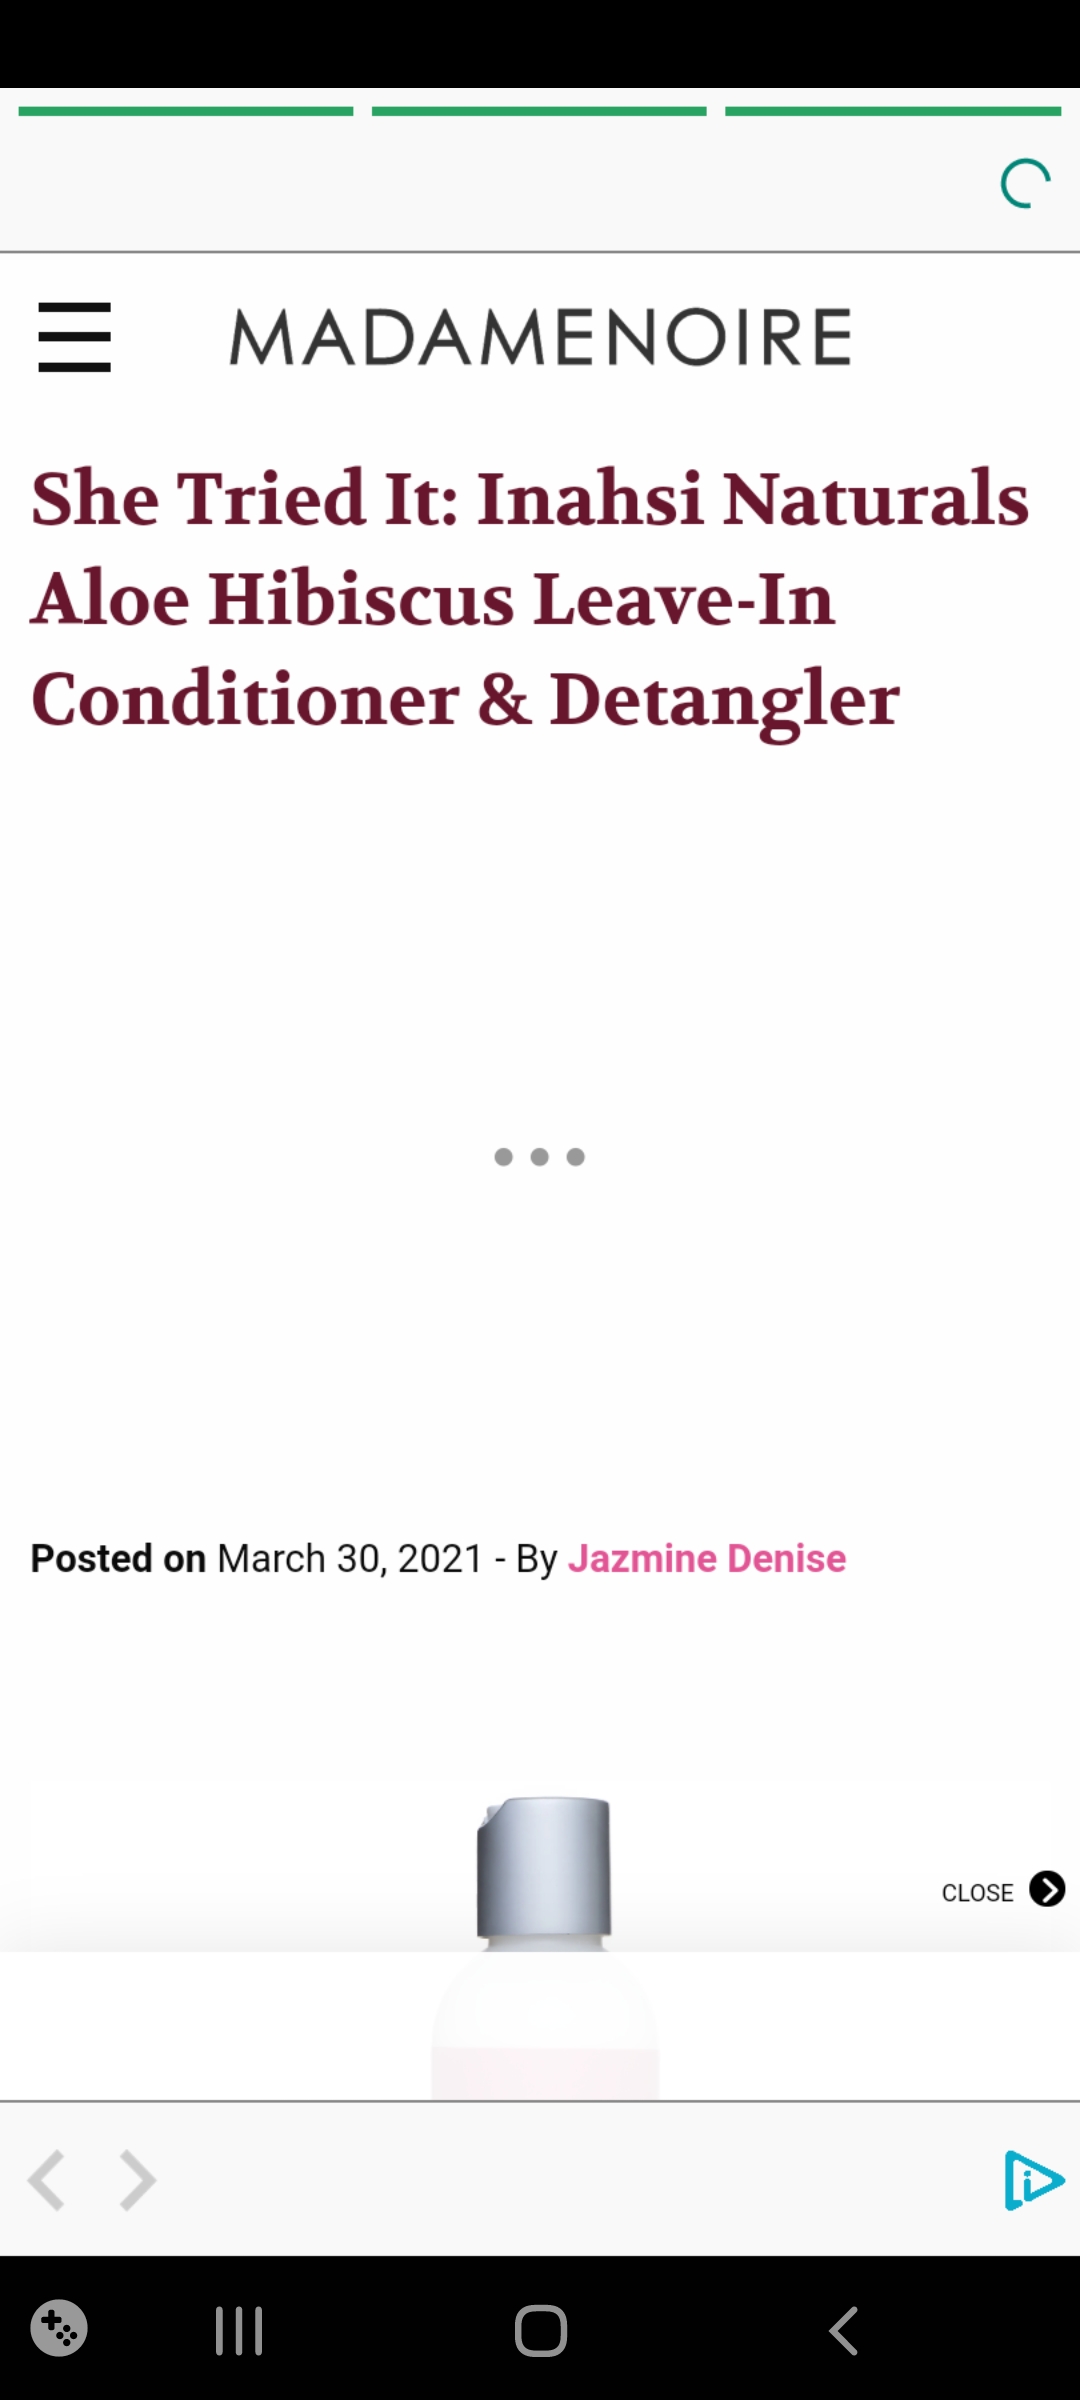 MADAMENOIRE
She Tried It: Inahsi Naturals
Aloe Hibiscus Leave-In
Conditioner & Detangler
Posted on March 30, 2021 - By Jazmine Denise
CLOSE